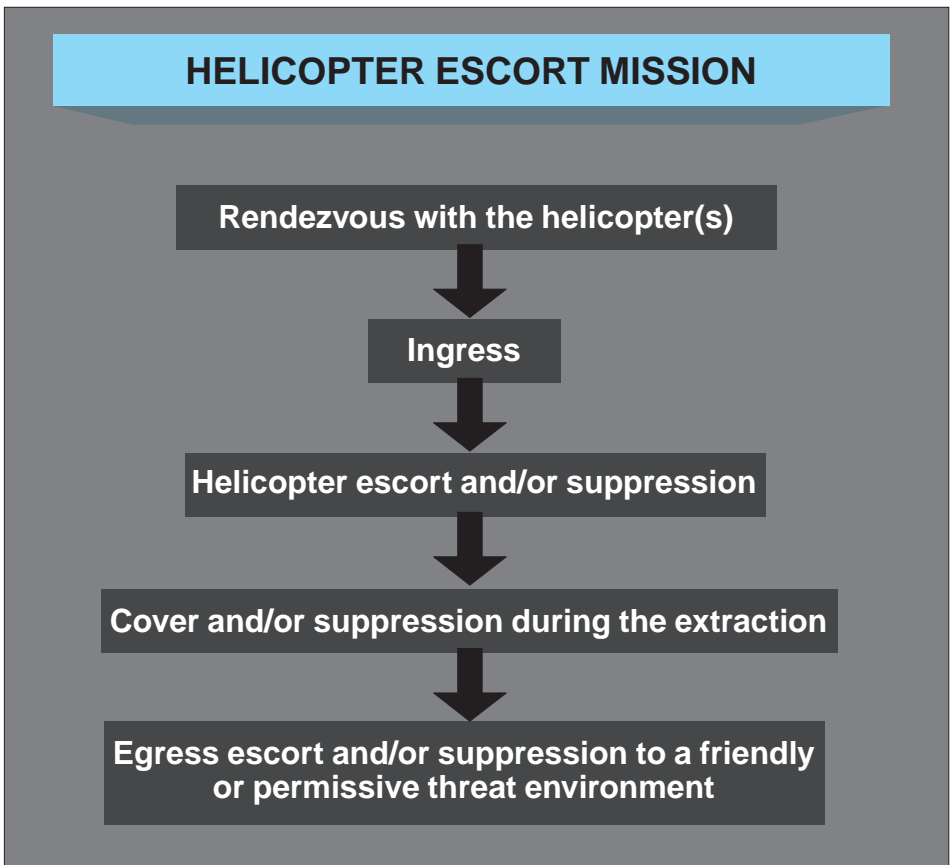 HELICOPTER ESCORT MISSION
Rendezvous with the helicopter(s)
Ingress
Helicopter escort and/or suppression
Cover and/or suppression during the extraction
Egress escort and/or suppression to a friendly
or permissive threat environment